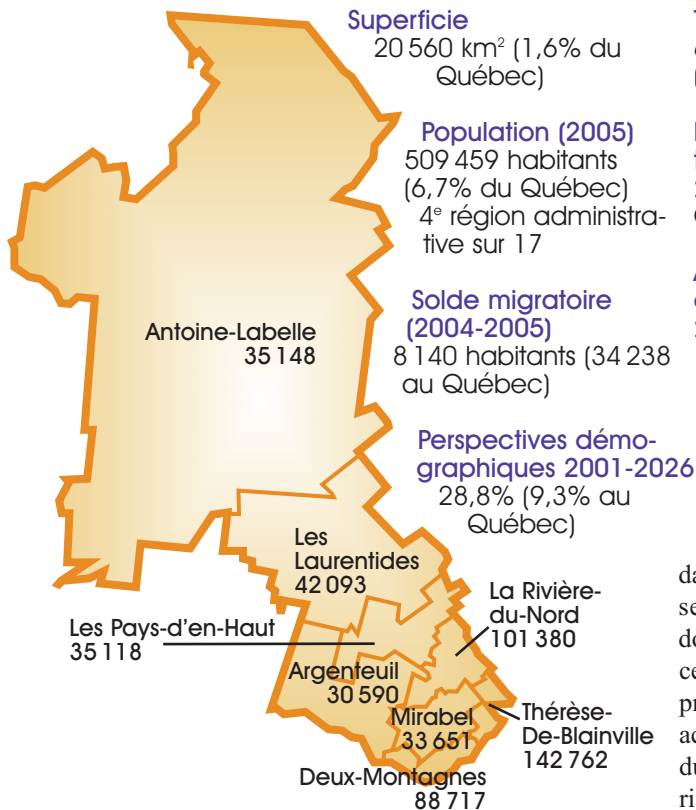 Superficie
20 560 km² (1,6% du
Québec)
Population (2005)
509 459 habitants
(6,7% du Québec)
4e région administra-
tive sur 17
Solde migratoire
(2004-2005)
8 140 habitants (34 238
au Québec)
Perspectives démo-
graphiques 2001-2026
28,8% (9,3% au
Québec)
Antoine-Labelle
35 148
Les
Laurentides
42 093
La Rivière-
du-Nord
101 380
Les Pays-d'en-Haut
35 118
Argenteuil
30 590
Mirabel
33 651
Thérèse-
De-Blainville
142 762
Deux-Montagnes
88 717